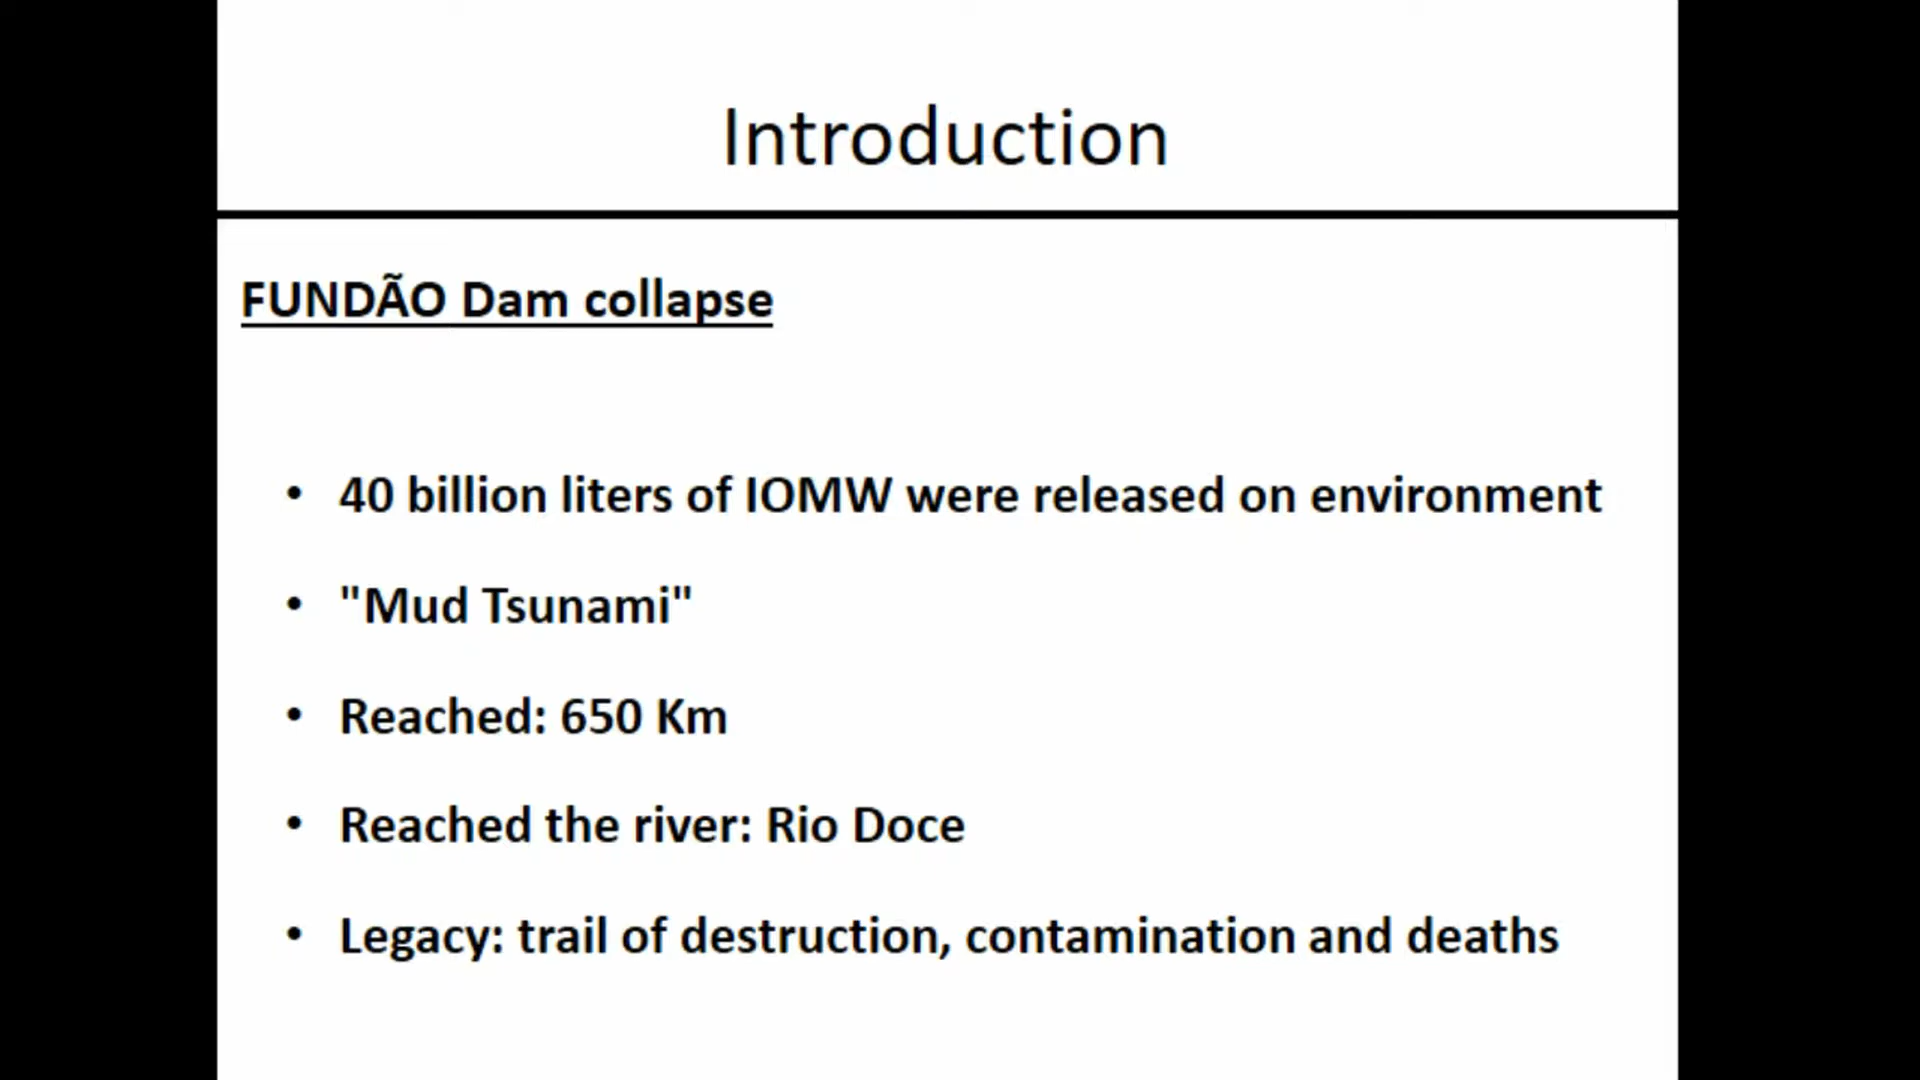 Introduction
FUNDÃO Dam collapse
• 40 billion liters of IOMW were released on environment
• "Mud Tsunami"
• Reached: 650 Km
• Reached the river: Rio Doce
• Legacy: trail of destruction, contamination and deaths